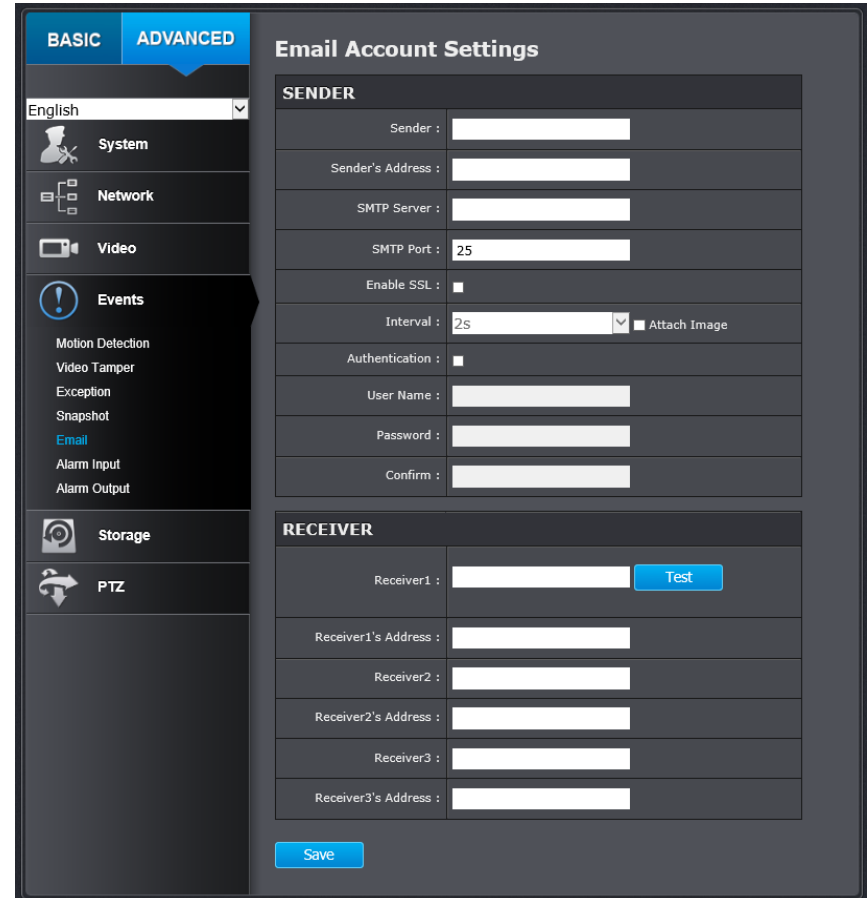 BASIC ADVANCED
English
System
Network
Video
Events
Motion Detection
Video Tamper
Exception
Snapshot
Email
Alarm Input
Alarm Output
Storage
PTZ
Email Account Settings
SENDER
Sender :
Sender's Address :
SMTP Server :
SMTP Port : 25
Enable SSL :
Interval : 2s Attach Image
Authentication :
User Name :
Password :
Confirm :
RECEIVER
Receiver1 : Test
Receiver1's Address :
Receiver2 :
Receiver2's Address :
Receiver3 :
Receiver3's Address :
Save